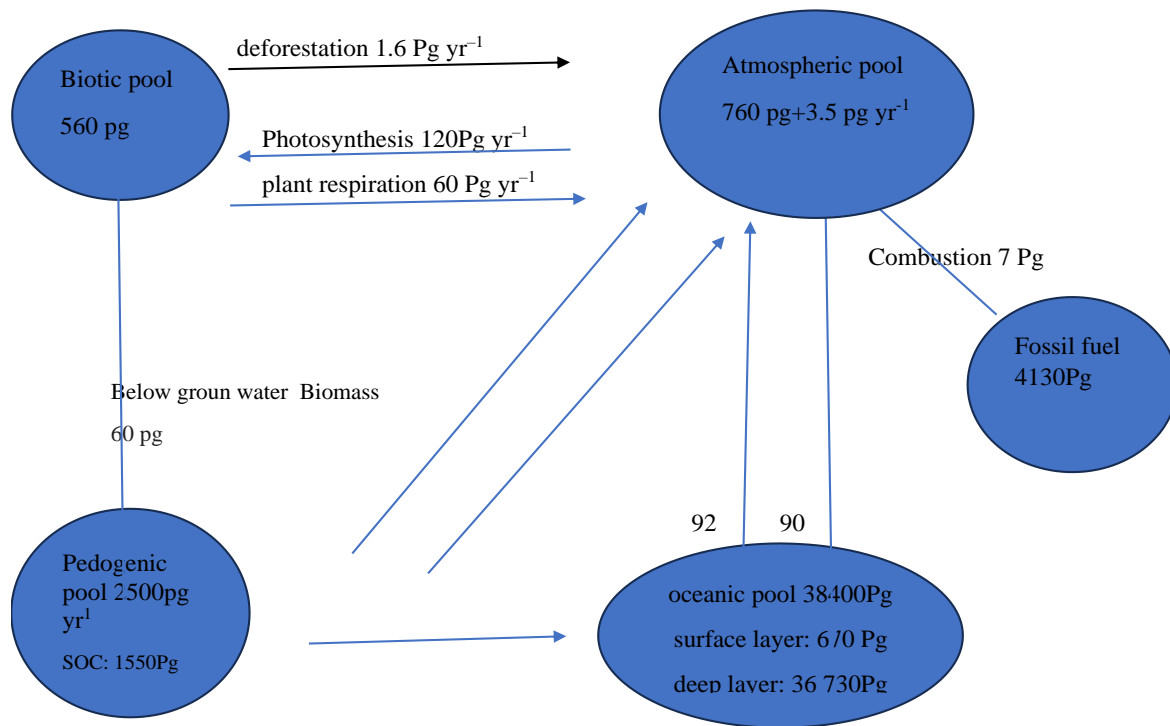 deforestation 1.6 Pg yr⁻¹
Biotic pool
560 pg
Atmospheric pool
760 pg+3.5 pg yr⁻¹
Photosynthesis 120Pg yr⁻¹
plant respiration 60 Pg yr⁻¹
Combustion 7 Pg
Fossil fuel
4130Pg
Below groun water Biomass
60 pg
92 90
Pedogenic
pool 2500pg
yr¹
SOC: 1550Pg
oceanic pool 38400Pg
surface layer: 670 Pg
deep layer: 36 730Pg